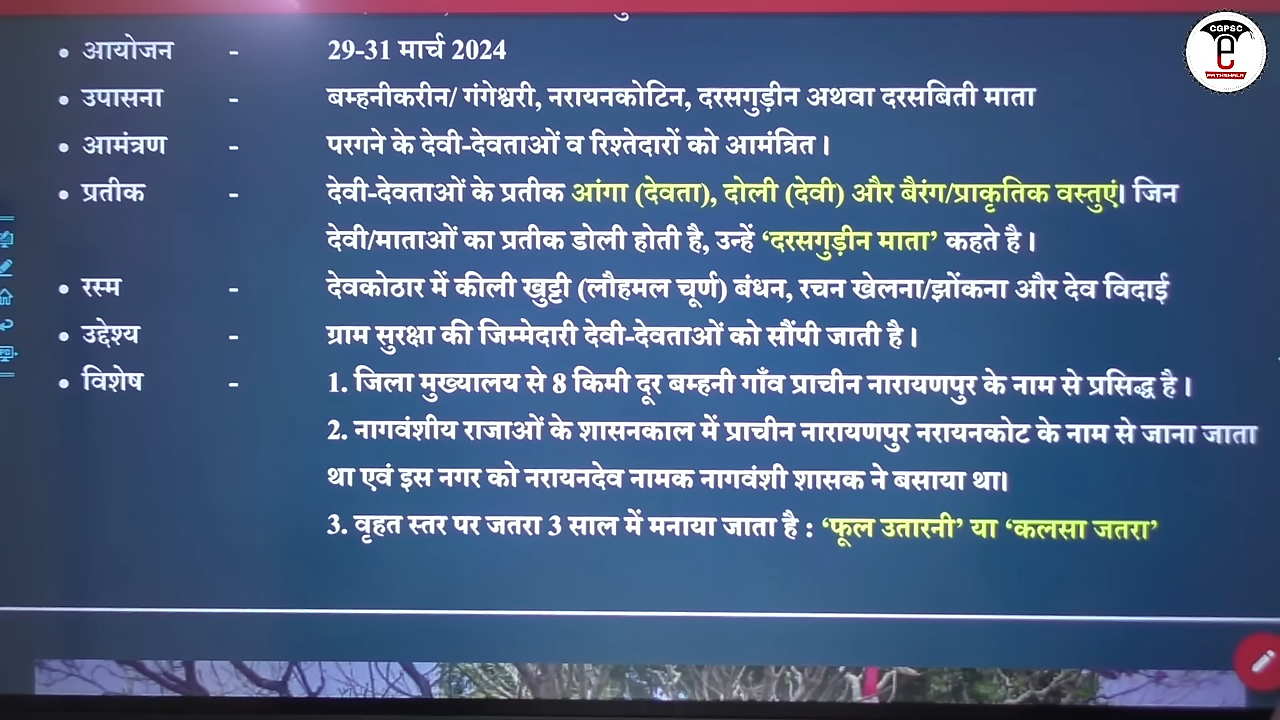 • आयोजन - 29-31 मार्च 2024
• उपासना - बम्हनीकरीन/ गंगेश्वरी, नरायनकोटिन, दरसगुड़ीन अथवा दरसबिती माता
• आमंत्रण - परगने के देवी-देवताओं व रिश्तेदारों को आमंत्रित।
• प्रतीक - देवी-देवताओं के प्रतीक आंगा (देवता), दोली (देवी) और बैरंग/प्राकृतिक वस्तुएं। जिन
देवी/माताओं का प्रतीक डोली होती है, उन्हें ‘दरसगुड़ीन माता’ कहते है।
• रस्म - देवकोठार में कीली खुट्टी (लौहमल चूर्ण) बंधन, रचन खेलना/झोंकना और देव विदाई
• उद्देश्य - ग्राम सुरक्षा की जिम्मेदारी देवी-देवताओं को सौंपी जाती है।
• विशेष - 1. जिला मुख्यालय से 8 किमी दूर बम्हनी गाँव प्राचीन नारायणपुर के नाम से प्रसिद्ध है।
2. नागवंशीय राजाओं के शासनकाल में प्राचीन नारायणपुर नरायनकोट के नाम से जाना जाता
था एवं इस नगर को नरायनदेव नामक नागवंशी शासक ने बसाया था।
3. वृहत स्तर पर जतरा 3 साल में मनाया जाता है : ‘फूल उतारनी’ या ‘कलसा जतरा’
CGPSC
e
PATHSHALA